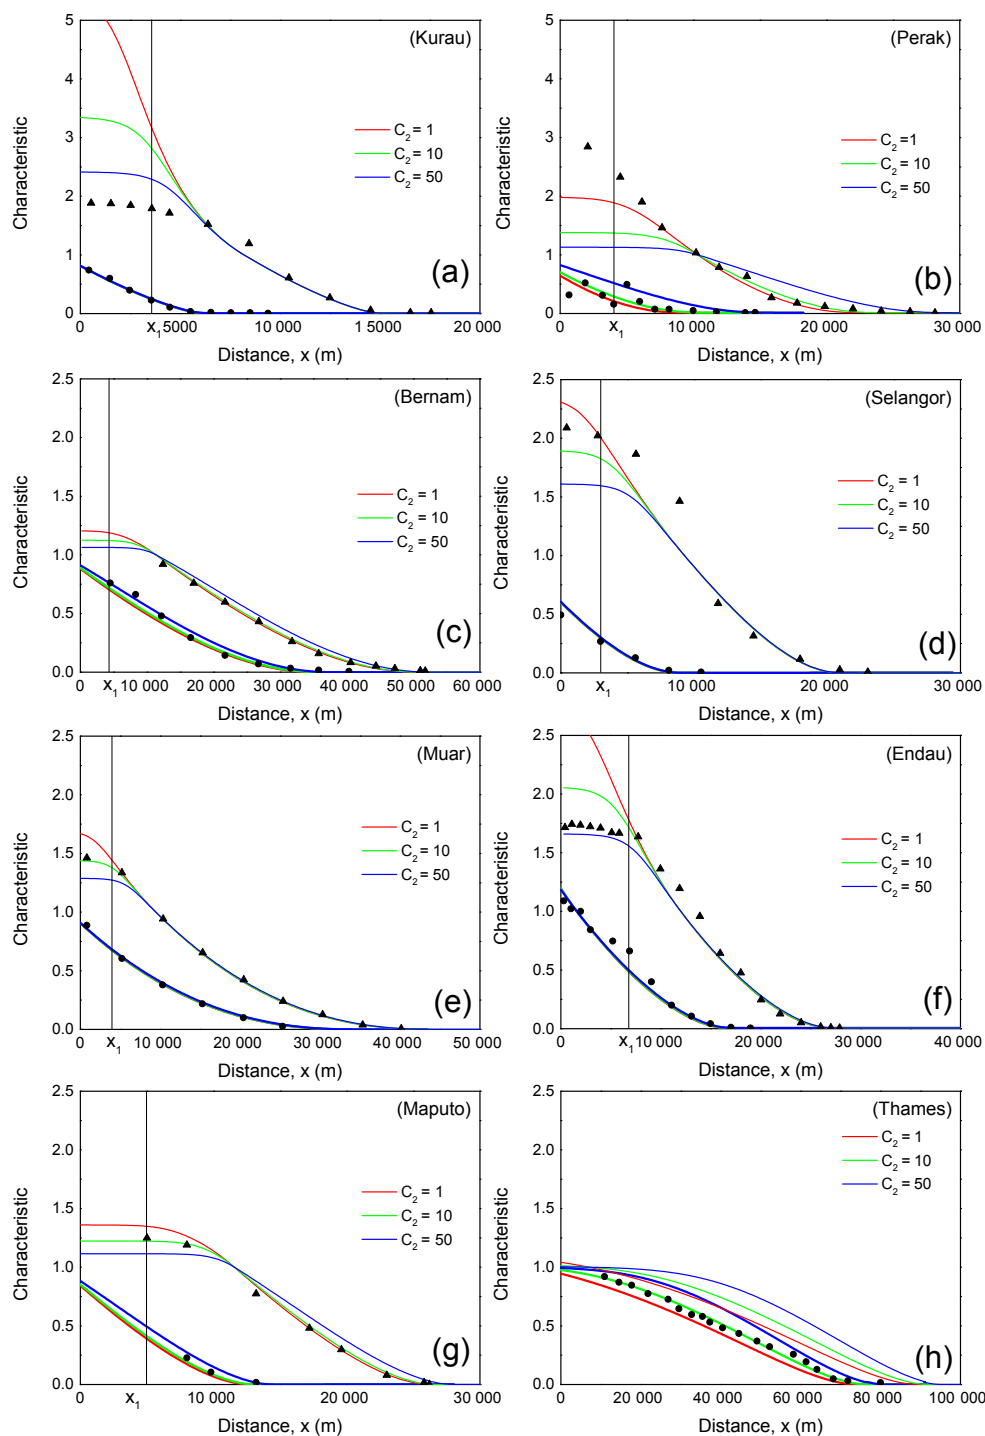 (Kurau)
Characteristic
5
4
3
2
1
0
C2 = 1
C2 = 10
C2 = 50
(a)
0 x1 5000 10 000 15 000 20 000
Distance, x (m)
(Perak)
Characteristic
5
4
3
2
1
0
C2 =1
C2 = 10
C2 = 50
(b)
0 x1 10 000 20 000 30 000
Distance, x (m)
(Bernam)
Characteristic
2.5
2.0
1.5
1.0
0.5
0.0
C2 = 1
C2 = 10
C2 = 50
(c)
0 x1 10 000 20 000 30 000 40 000 50 000 60 000
Distance, x (m)
(Selangor)
Characteristic
2.5
2.0
1.5
1.0
0.5
0.0
C2 = 1
C2 = 10
C2 = 50
(d)
0 x1 10 000 20 000 30 000
Distance, x (m)
(Muar)
Characteristic
2.5
2.0
1.5
1.0
0.5
0.0
C2 = 1
C2 = 10
C2 = 50
(e)
0 x1 10 000 20 000 30 000 40 000 50 000
Distance, x (m)
(Endau)
Characteristic
2.5
2.0
1.5
1.0
0.5
0.0
C2 = 1
C2 = 10
C2 = 50
(f)
0 x1 10 000 20 000 30 000 40 000
Distance, x (m)
(Maputo)
Characteristic
2.5
2.0
1.5
1.0
0.5
0.0
C2 = 1
C2 = 10
C2 = 50
(g)
0 x1 10 000 20 000 30 000
Distance, x (m)
(Thames)
Characteristic
2.5
2.0
1.5
1.0
0.5
0.0
C2 = 1
C2 = 10
C2 = 50
(h)
0 20 000 40 000 60 000 80 000 100 000
Distance, x (m)